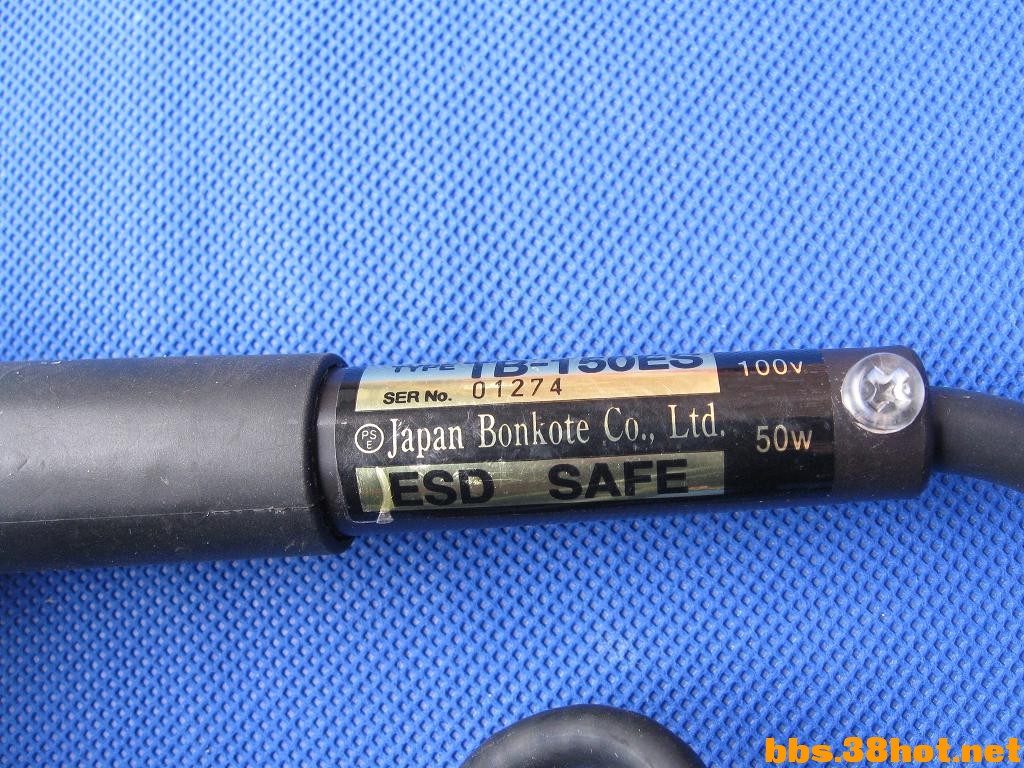 TYPE TB-150ES 100V
SER No. 01274
PSE Japan Bonkote Co., Ltd. 50W
ESD SAFE
bbs.38hot.net